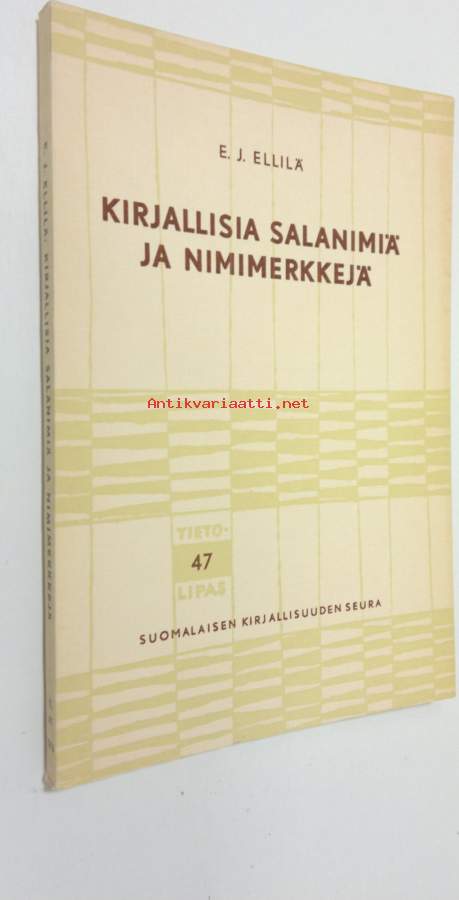 E. J. ELLILÄ
KIRJALLISIA SALANIMIÄ
JA NIMIMERKKEJÄ
Antikvariaatti.net
TIETO-
47
LIPAS
SUOMALAISEN KIRJALLISUUDEN SEURA
E. J. ELLILÄ: KIRJALLISIA SALANIMIÄ JA NIMIMERKKEJÄ